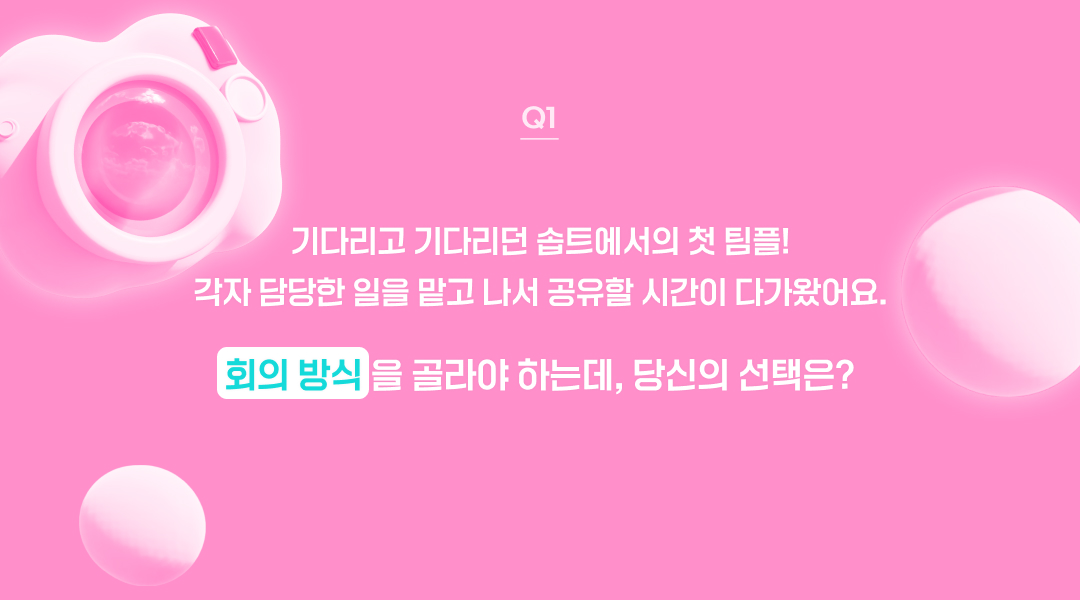 Q1
기다리고 기다리던 솝트에서의 첫 팀플!
각자 담당한 일을 맡고 나서 공유할 시간이 다가왔어요.
회의 방식을 골라야 하는데, 당신의 선택은?